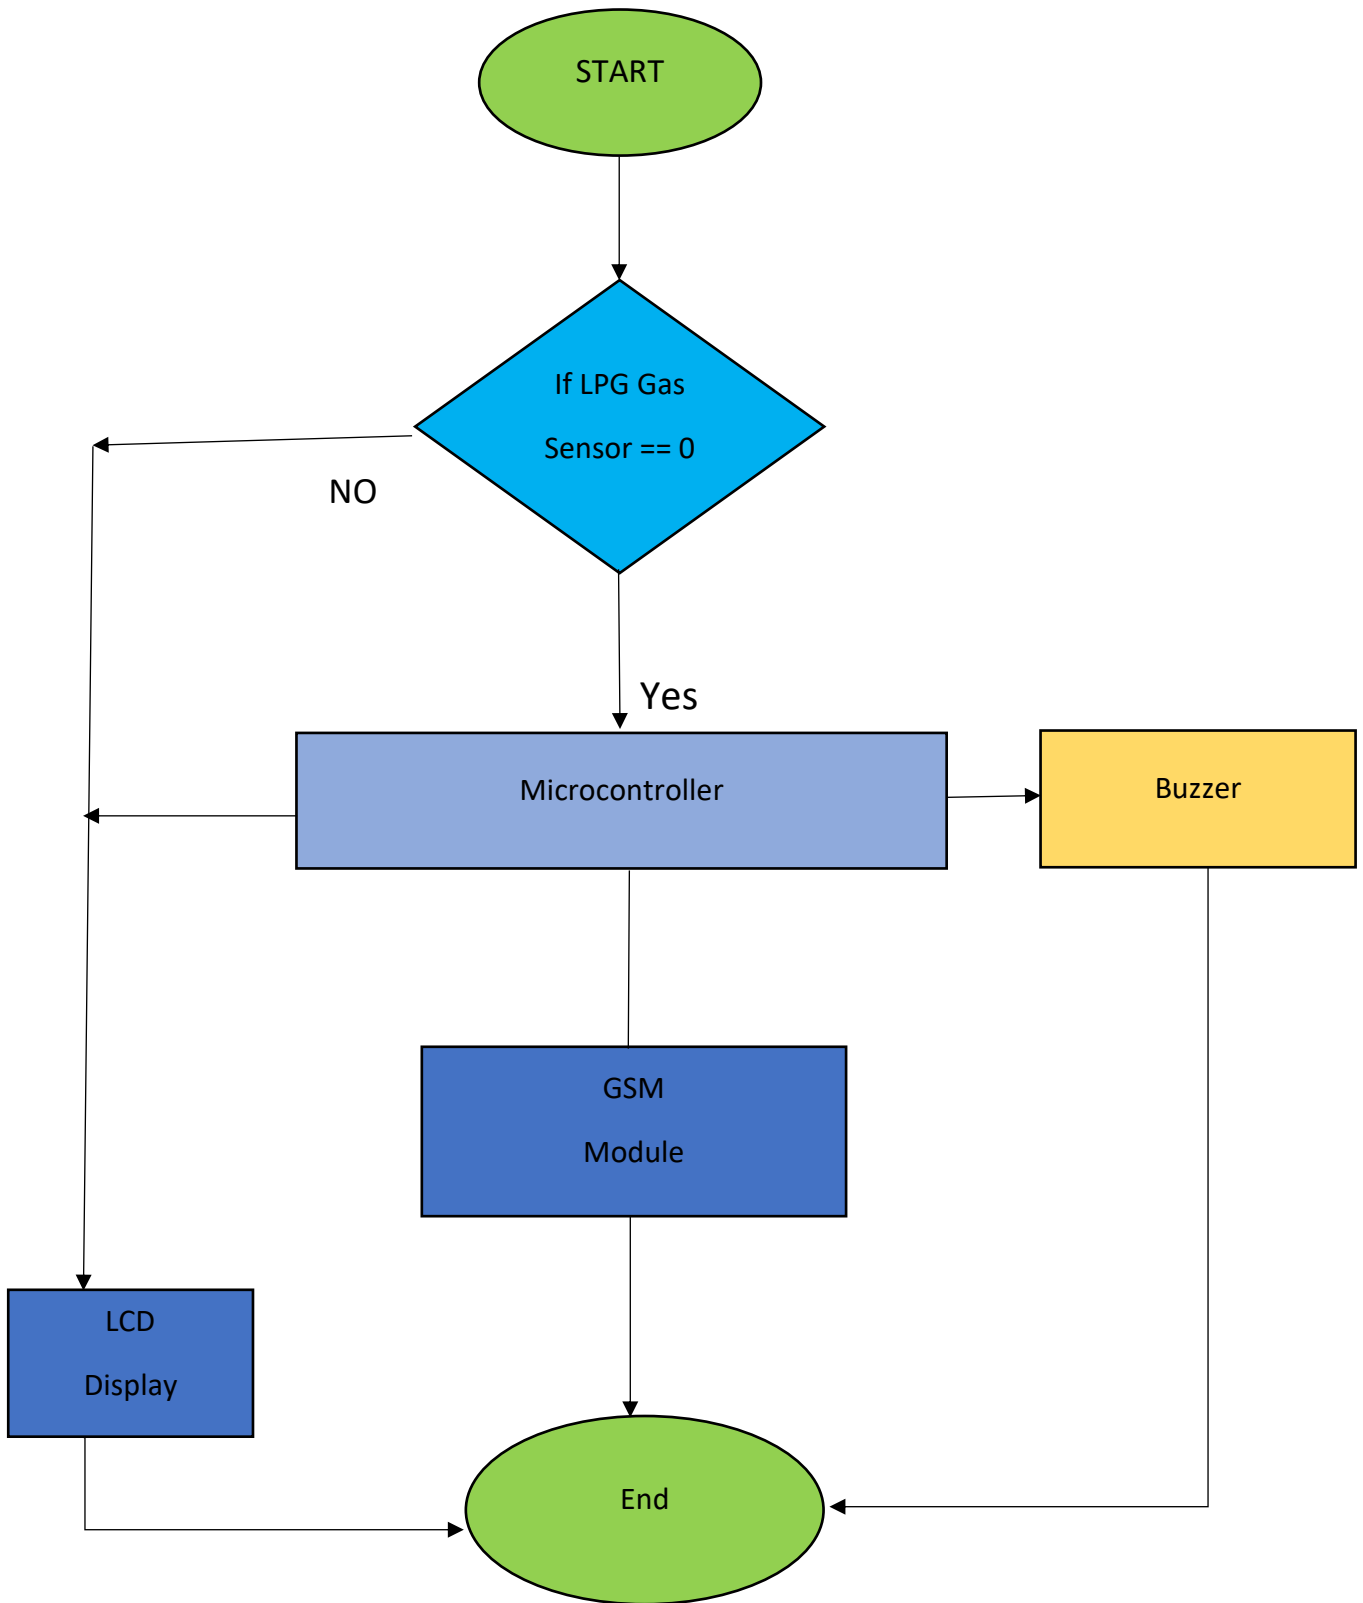 START
If LPG Gas
Sensor == 0
NO
Yes
Microcontroller
Buzzer
GSM
Module
LCD
Display
End